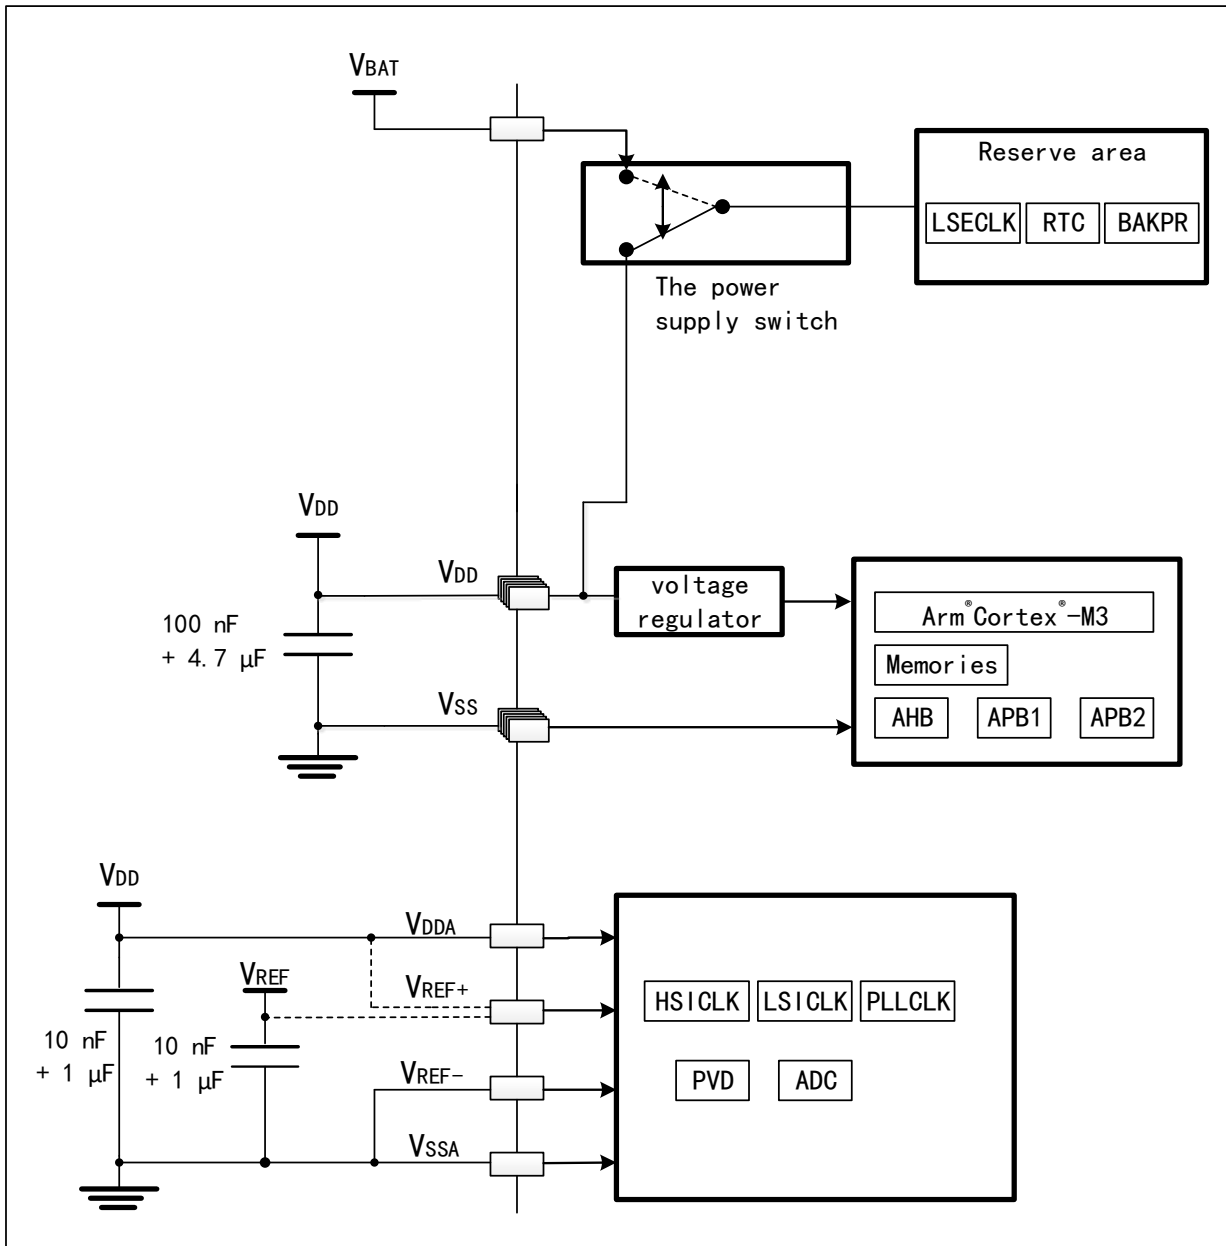 VBAT
Reserve area
LSECLK RTC BAKPR
The power
supply switch
VDD
VDD
voltage
regulator
100 nF
+ 4.7 μF
Arm®Cortex®-M3
Memories
VSS
AHB APB1 APB2
VDD
VDDA
VREF
VREF+
HSICLK LSICLK PLLCLK
10 nF
+ 1 μF
10 nF
+ 1 μF
VREF-
PVD ADC
VSSA